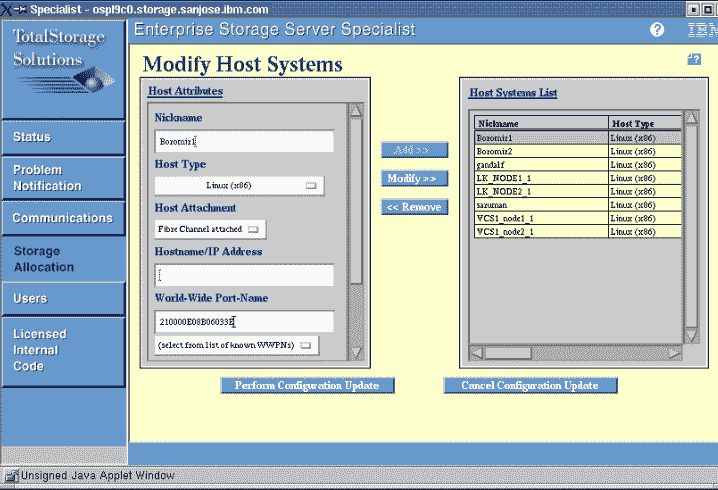 Specialist - ospl9c0.storage.sanjose.ibm.com
TotalStorage
Solutions
Enterprise Storage Server Specialist
?
IBM
Modify Host Systems
?
Status
Problem
Notification
Communications
Storage
Allocation
Users
Licensed
Internal
Code
Host Attributes
Nickname
Boromir1
Host Type
Linux (x86)
Host Attachment
Fibre Channel attached
Hostname/IP Address
World-Wide Port-Name
(select from list of known WWPNs)
Add >>
Modify >>
<< Remove
Host Systems List
Nickname Host Type
Boromir1 Linux (x86)
Boromir2 Linux (x86)
gandalf Linux (x86)
LK_NODE1_1 Linux (x86)
LK_NODE2_1 Linux (x86)
saruman Linux (x86)
VCS1_node1_1 Linux (x86)
VCS1_node2_1 Linux (x86)
Perform Configuration Update
Cancel Configuration Update
Unsigned Java Applet Window